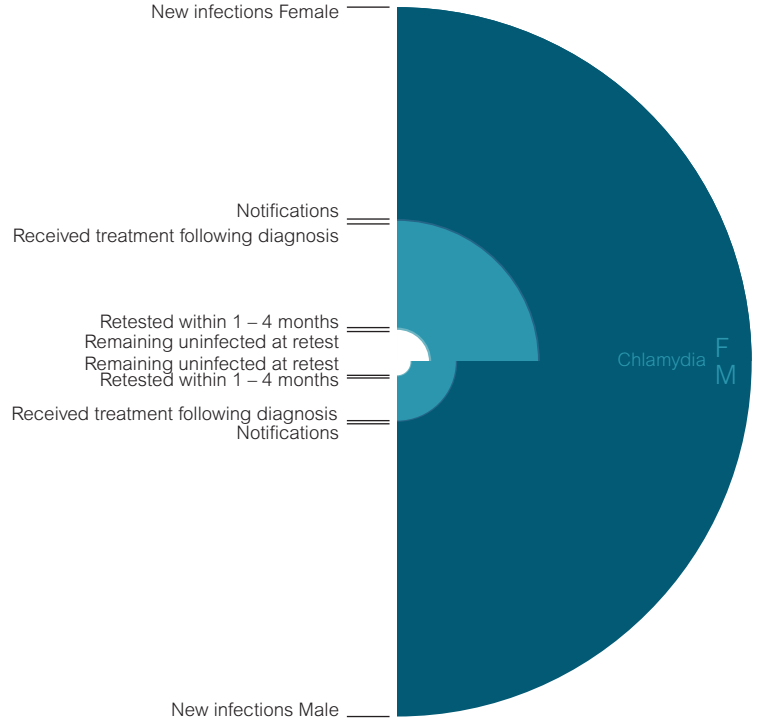 New infections Female
Notifications
Received treatment following diagnosis
Retested within 1 – 4 months
Remaining uninfected at retest
Chlamydia
F
M
Remaining uninfected at retest
Retested within 1 – 4 months
Received treatment following diagnosis
Notifications
New infections Male